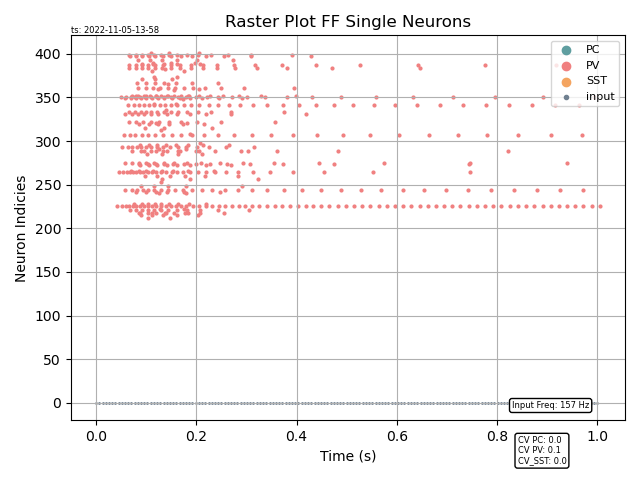 Raster Plot FF Single Neurons
ts: 2022-11-05-13-58
PC
PV
SST
input
Neuron Indicies
400
350
300
250
200
150
100
50
0
Input Freq: 157 Hz
0.0 0.2 0.4 0.6 0.8 1.0
Time (s)
CV PC: 0.0
CV PV: 0.1
CV_SST: 0.0